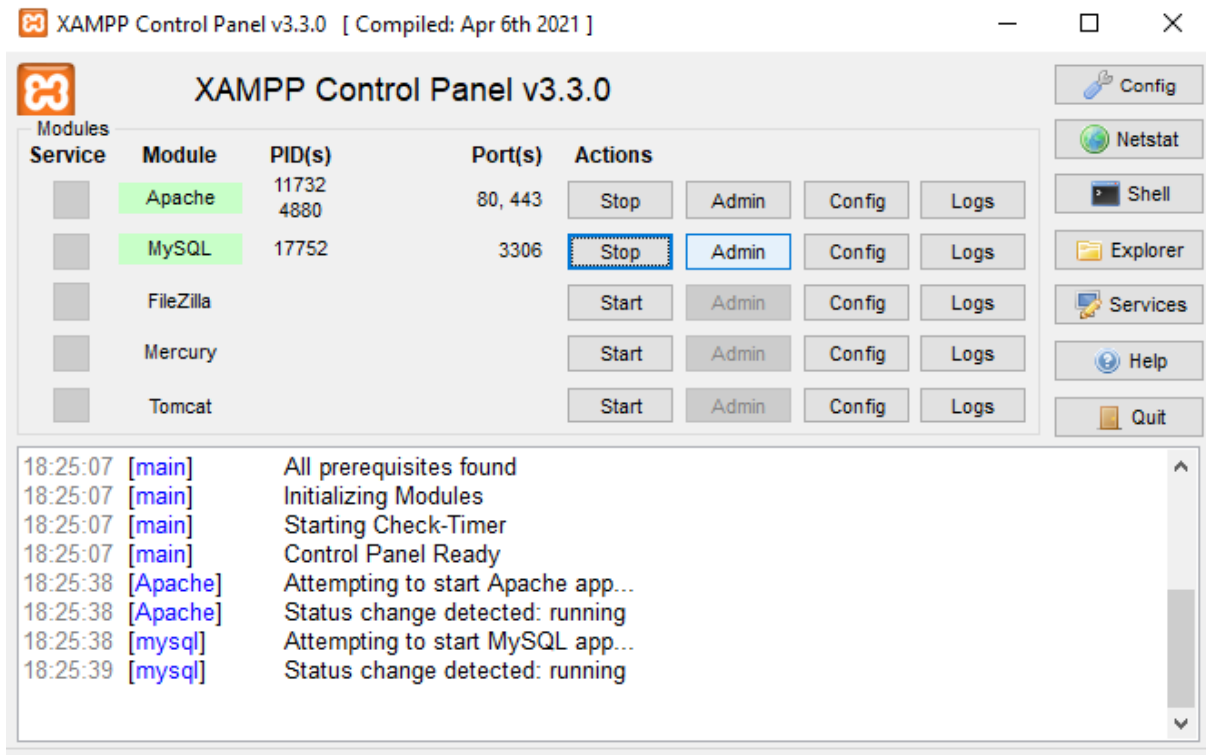 XAMPP Control Panel v3.3.0 [ Compiled: Apr 6th 2021 ]
XAMPP Control Panel v3.3.0
Config
Modules
Service Module PID(s) Port(s) Actions
Netstat
Apache 11732 4880 80, 443 Stop Admin Config Logs
Shell
MySQL 17752 3306 Stop Admin Config Logs
Explorer
FileZilla Start Admin Config Logs
Services
Mercury Start Admin Config Logs
Help
Tomcat Start Admin Config Logs
Quit
18:25:07 [main] All prerequisites found
18:25:07 [main] Initializing Modules
18:25:07 [main] Starting Check-Timer
18:25:07 [main] Control Panel Ready
18:25:38 [Apache] Attempting to start Apache app...
18:25:38 [Apache] Status change detected: running
18:25:38 [mysql] Attempting to start MySQL app...
18:25:39 [mysql] Status change detected: running